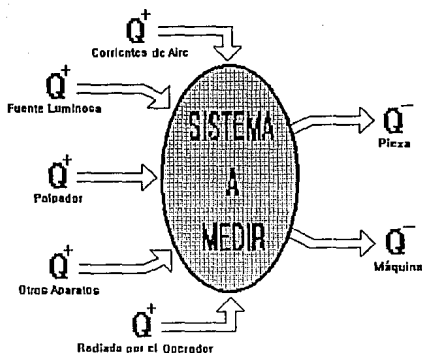 Q+
Corrientes de Aire
Q+
Fuente Luminosa
Q+
Palpador
Q+
Otros Aparatos
Q+
Radiada por el Operador
SISTEMA
A
MEDIR
Q-
Pieza
Q-
Máquina